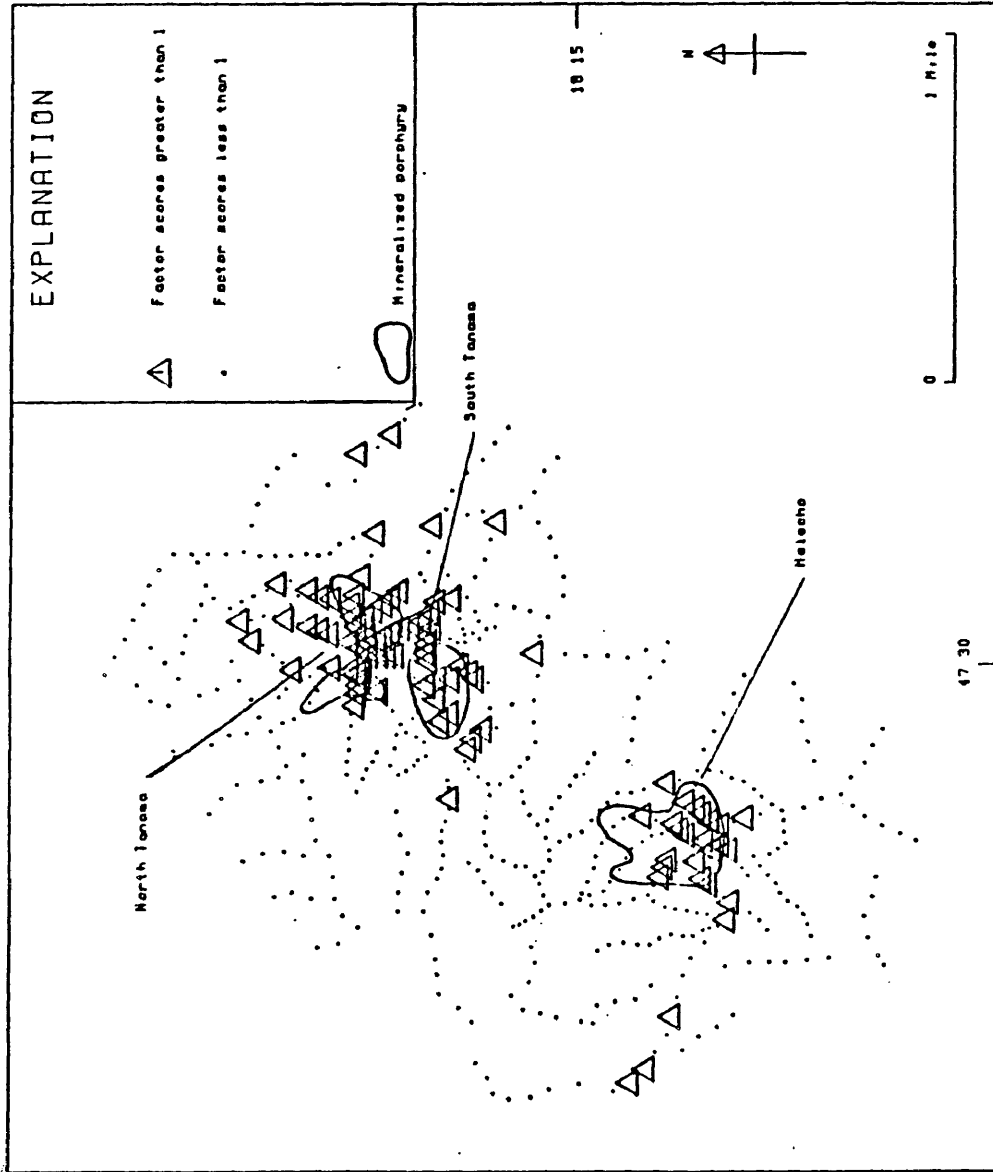 EXPLANATION
Factor scores greater than 1
Factor scores less than 1
Mineralized porphyry
North Tanama
South Tanama
Helecho
18 15
N
0 1 Mile
47 30